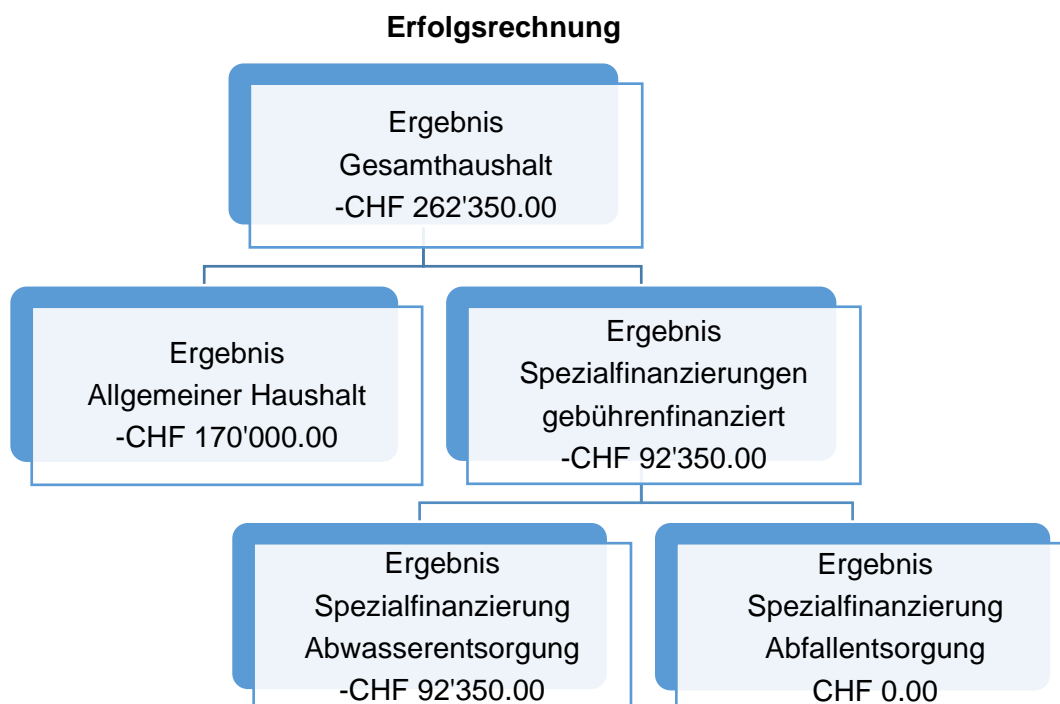 Erfolgsrechnung
Ergebnis
Gesamthaushalt
-CHF 262'350.00
Ergebnis
Allgemeiner Haushalt
-CHF 170'000.00
Ergebnis
Spezialfinanzierungen
gebührenfinanziert
-CHF 92'350.00
Ergebnis
Spezialfinanzierung
Abwasserentsorgung
-CHF 92'350.00
Ergebnis
Spezialfinanzierung
Abfallentsorgung
CHF 0.00